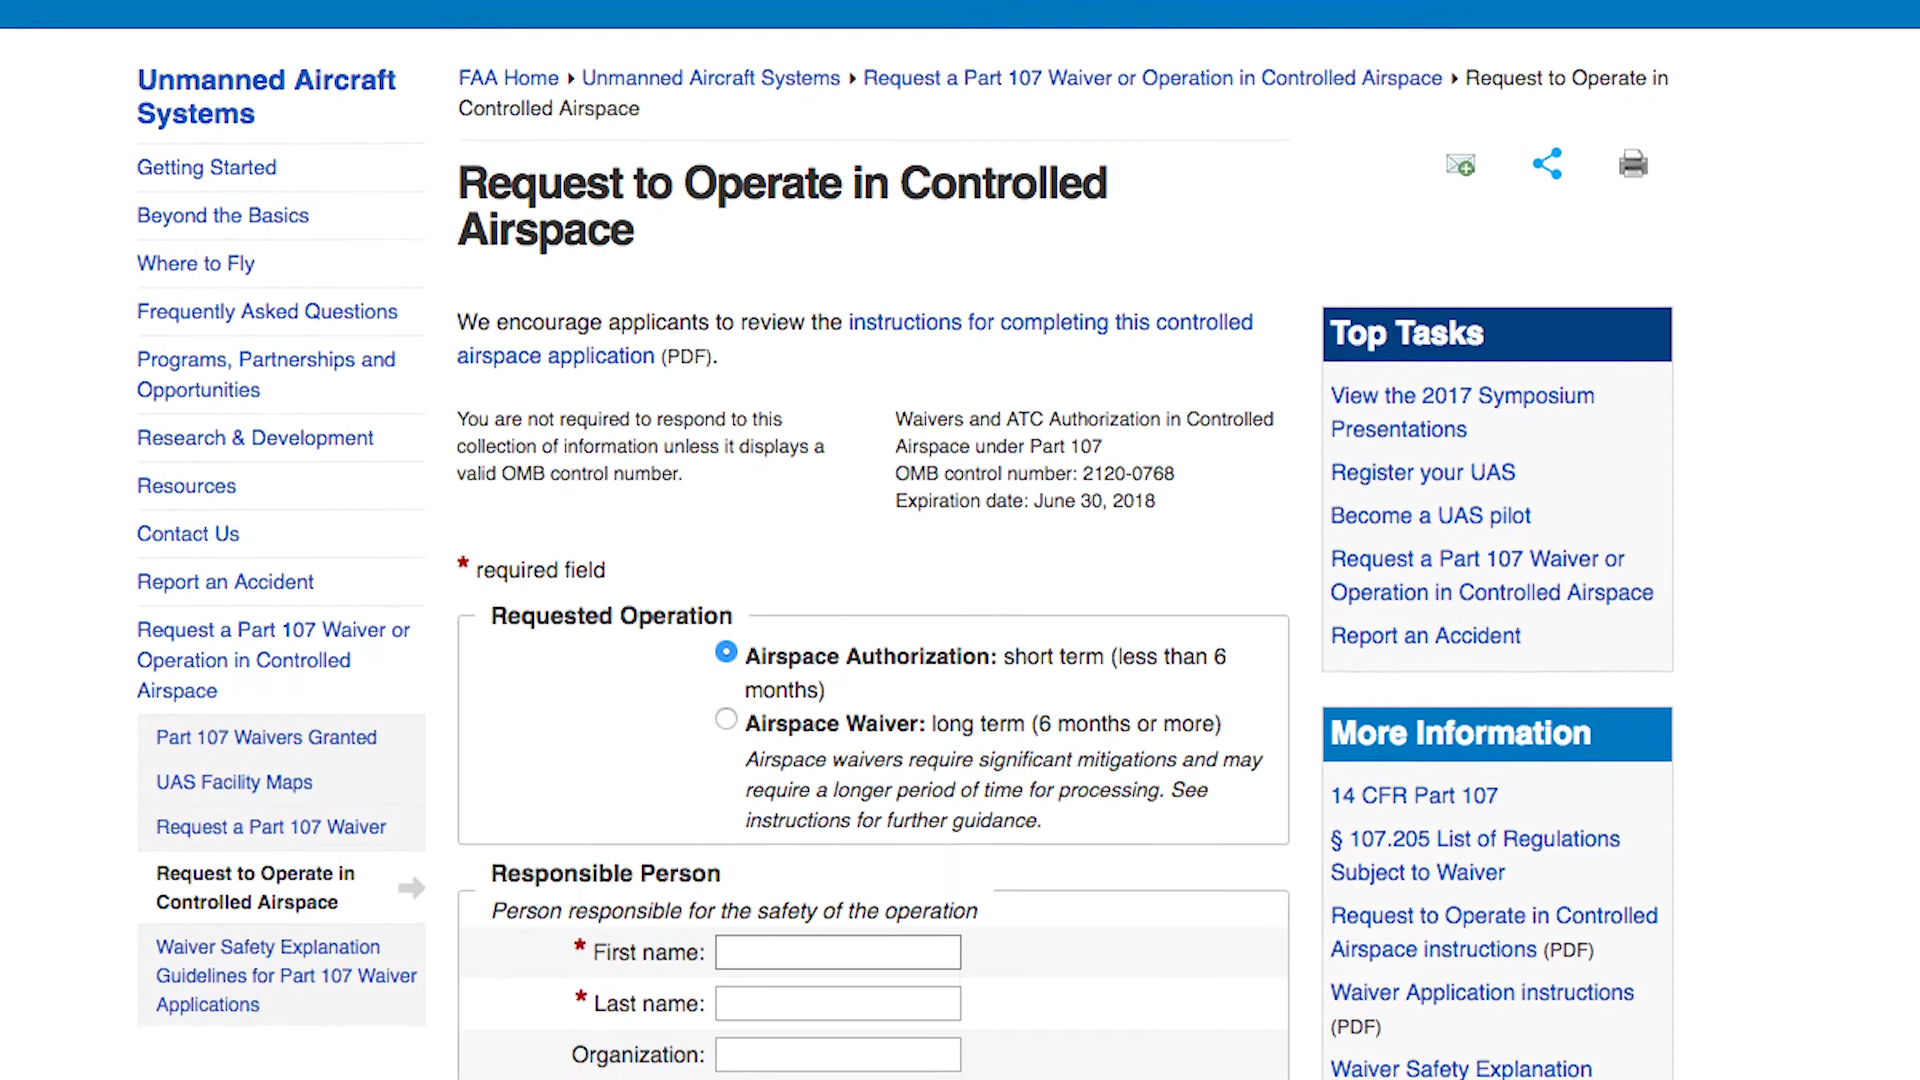 Unmanned Aircraft
Systems
Getting Started
Beyond the Basics
Where to Fly
Frequently Asked Questions
Programs, Partnerships and
Opportunities
Research & Development
Resources
Contact Us
Report an Accident
Request a Part 107 Waiver or
Operation in Controlled
Airspace
Part 107 Waivers Granted
UAS Facility Maps
Request a Part 107 Waiver
Request to Operate in
Controlled Airspace
Waiver Safety Explanation
Guidelines for Part 107 Waiver
Applications
FAA Home Unmanned Aircraft Systems Request a Part 107 Waiver or Operation in Controlled Airspace Request to Operate in
Controlled Airspace
Request to Operate in Controlled
Airspace
We encourage applicants to review the instructions for completing this controlled
airspace application (PDF).
You are not required to respond to this
collection of information unless it displays a
valid OMB control number.
Waivers and ATC Authorization in Controlled
Airspace under Part 107
OMB control number: 2120-0768
Expiration date: June 30, 2018
* required field
Requested Operation
Airspace Authorization: short term (less than 6
months)
Airspace Waiver: long term (6 months or more)
Airspace waivers require significant mitigations and may
require a longer period of time for processing. See
instructions for further guidance.
Responsible Person
Person responsible for the safety of the operation
* First name:
* Last name:
Organization:
Top Tasks
View the 2017 Symposium
Presentations
Register your UAS
Become a UAS pilot
Request a Part 107 Waiver or
Operation in Controlled Airspace
Report an Accident
More Information
14 CFR Part 107
§ 107.205 List of Regulations
Subject to Waiver
Request to Operate in Controlled
Airspace instructions (PDF)
Waiver Application instructions
(PDF)
Waiver Safety Explanation